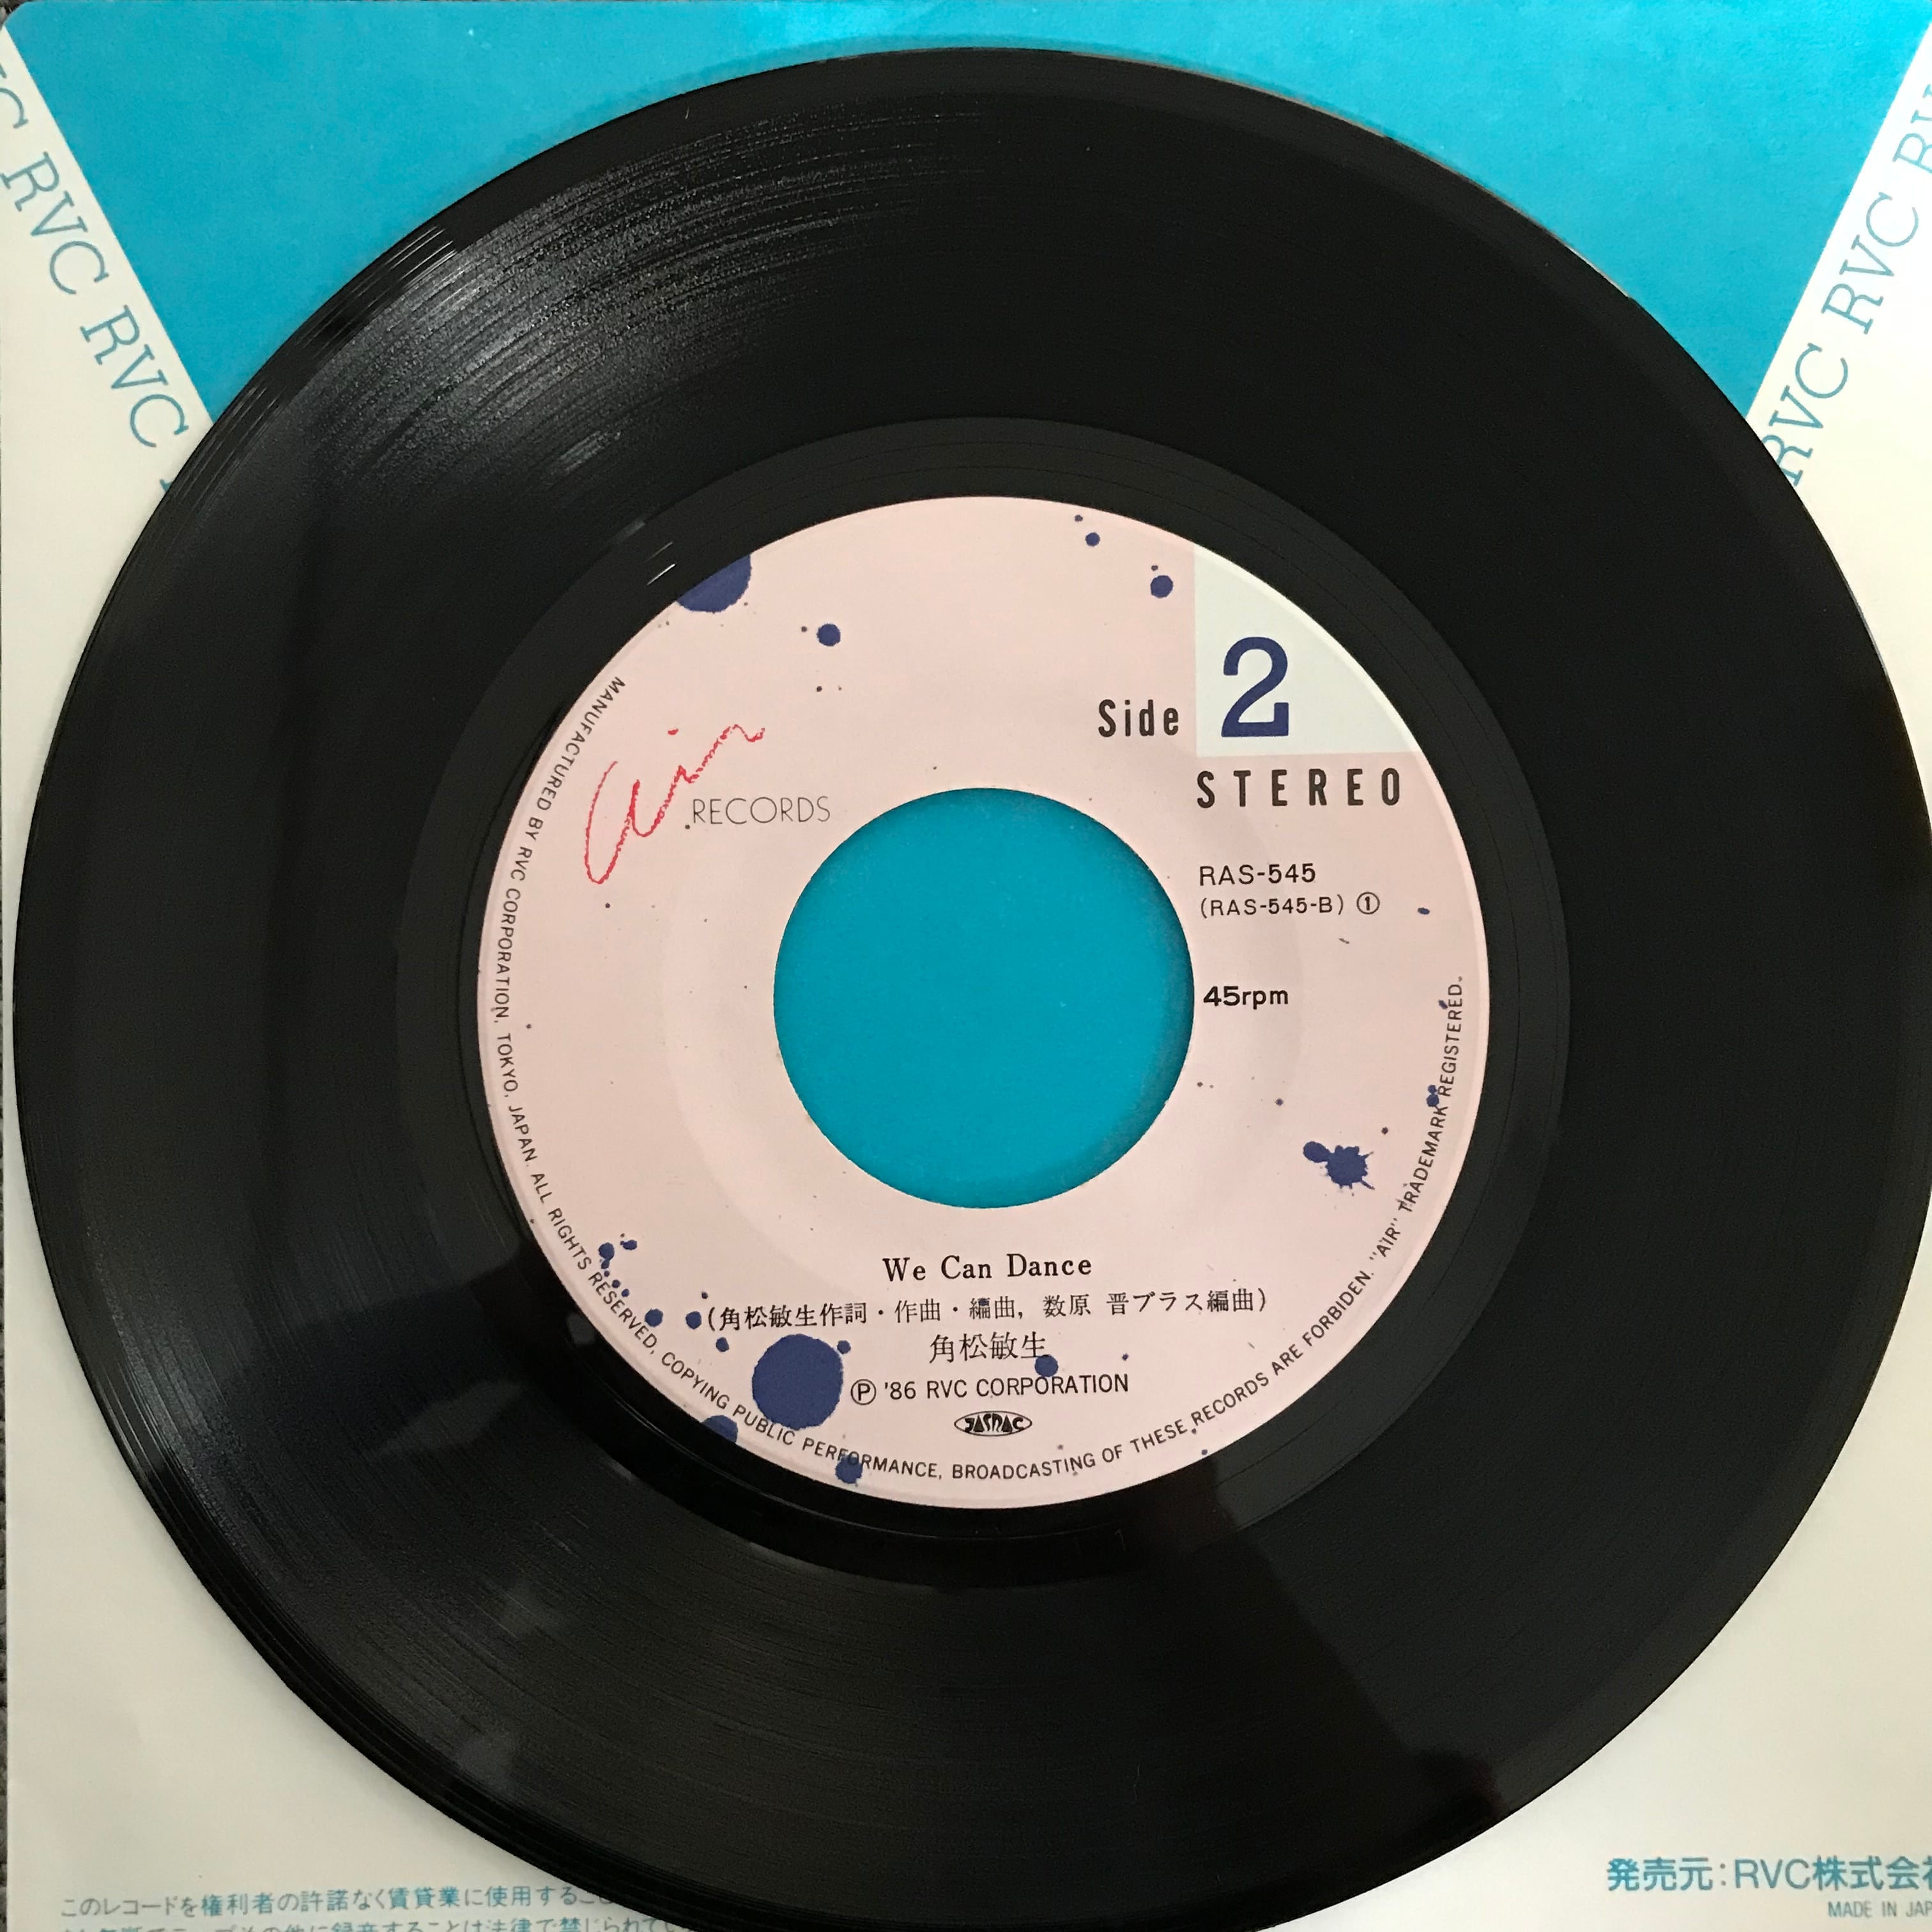 RVC RVC
RVC RVC
air
RECORDS
Side 2
STEREO
RAS-545
(RAS-545-B) ①
45rpm
We Can Dance
(角松敏生作詞・作曲・編曲, 数原 晋ブラス編曲)
角松敏生
Ⓟ '86 RVC CORPORATION
JASRAC
MANUFACTURED BY RVC CORPORATION, TOKYO, JAPAN. ALL RIGHTS RESERVED, COPYING PUBLIC PERFORMANCE, BROADCASTING OF THESE RECORDS ARE FORBIDEN. "AIR" TRADEMARK REGISTERED.
発売元:RVC株式会
MADE IN JAP
このレコードを権利者の許諾なく賃貸業に使用するこ